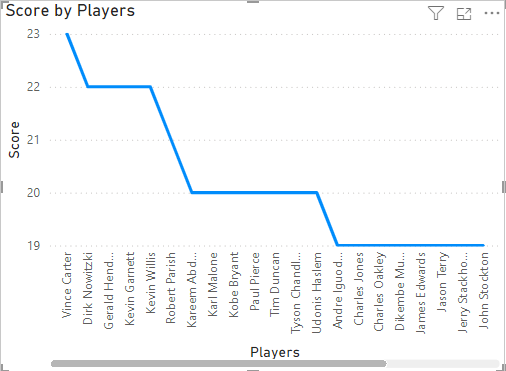 Score by Players
23
22
21
20
19
Score
Vince Carter
Dirk Nowitzki
Gerald Hend...
Kevin Garnett
Kevin Willis
Robert Parish
Kareem Abd...
Karl Malone
Kobe Bryant
Paul Pierce
Tim Duncan
Tyson Chandl...
Udonis Haslem
Andre Iguod...
Charles Jones
Charles Oakley
Dikembe Mu...
James Edwards
Jason Terry
Jerry Stackho...
John Stockton
Players